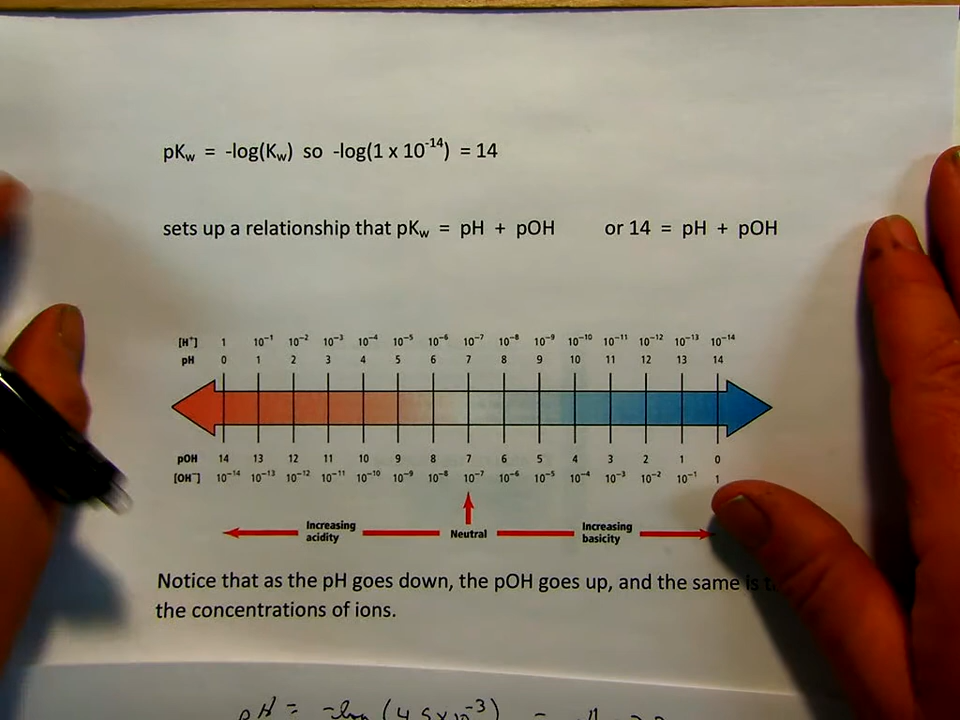 pKw = -log(Kw) so -log(1 x 10⁻¹⁴) = 14
sets up a relationship that pKw = pH + pOH or 14 = pH + pOH
[H⁺] 1 10⁻¹ 10⁻² 10⁻³ 10⁻⁴ 10⁻⁵ 10⁻⁶ 10⁻⁷ 10⁻⁸ 10⁻⁹ 10⁻¹⁰ 10⁻¹¹ 10⁻¹² 10⁻¹³ 10⁻¹⁴
pH 0 1 2 3 4 5 6 7 8 9 10 11 12 13 14
pOH 14 13 12 11 10 9 8 7 6 5 4 3 2 1 0
[OH⁻] 10⁻¹⁴ 10⁻¹³ 10⁻¹² 10⁻¹¹ 10⁻¹⁰ 10⁻⁹ 10⁻⁸ 10⁻⁷ 10⁻⁶ 10⁻⁵ 10⁻⁴ 10⁻³ 10⁻² 10⁻¹ 1
Increasing acidity Neutral Increasing basicity
Notice that as the pH goes down, the pOH goes up, and the same is
the concentrations of ions.
pH = -log (4.5x10⁻³) =